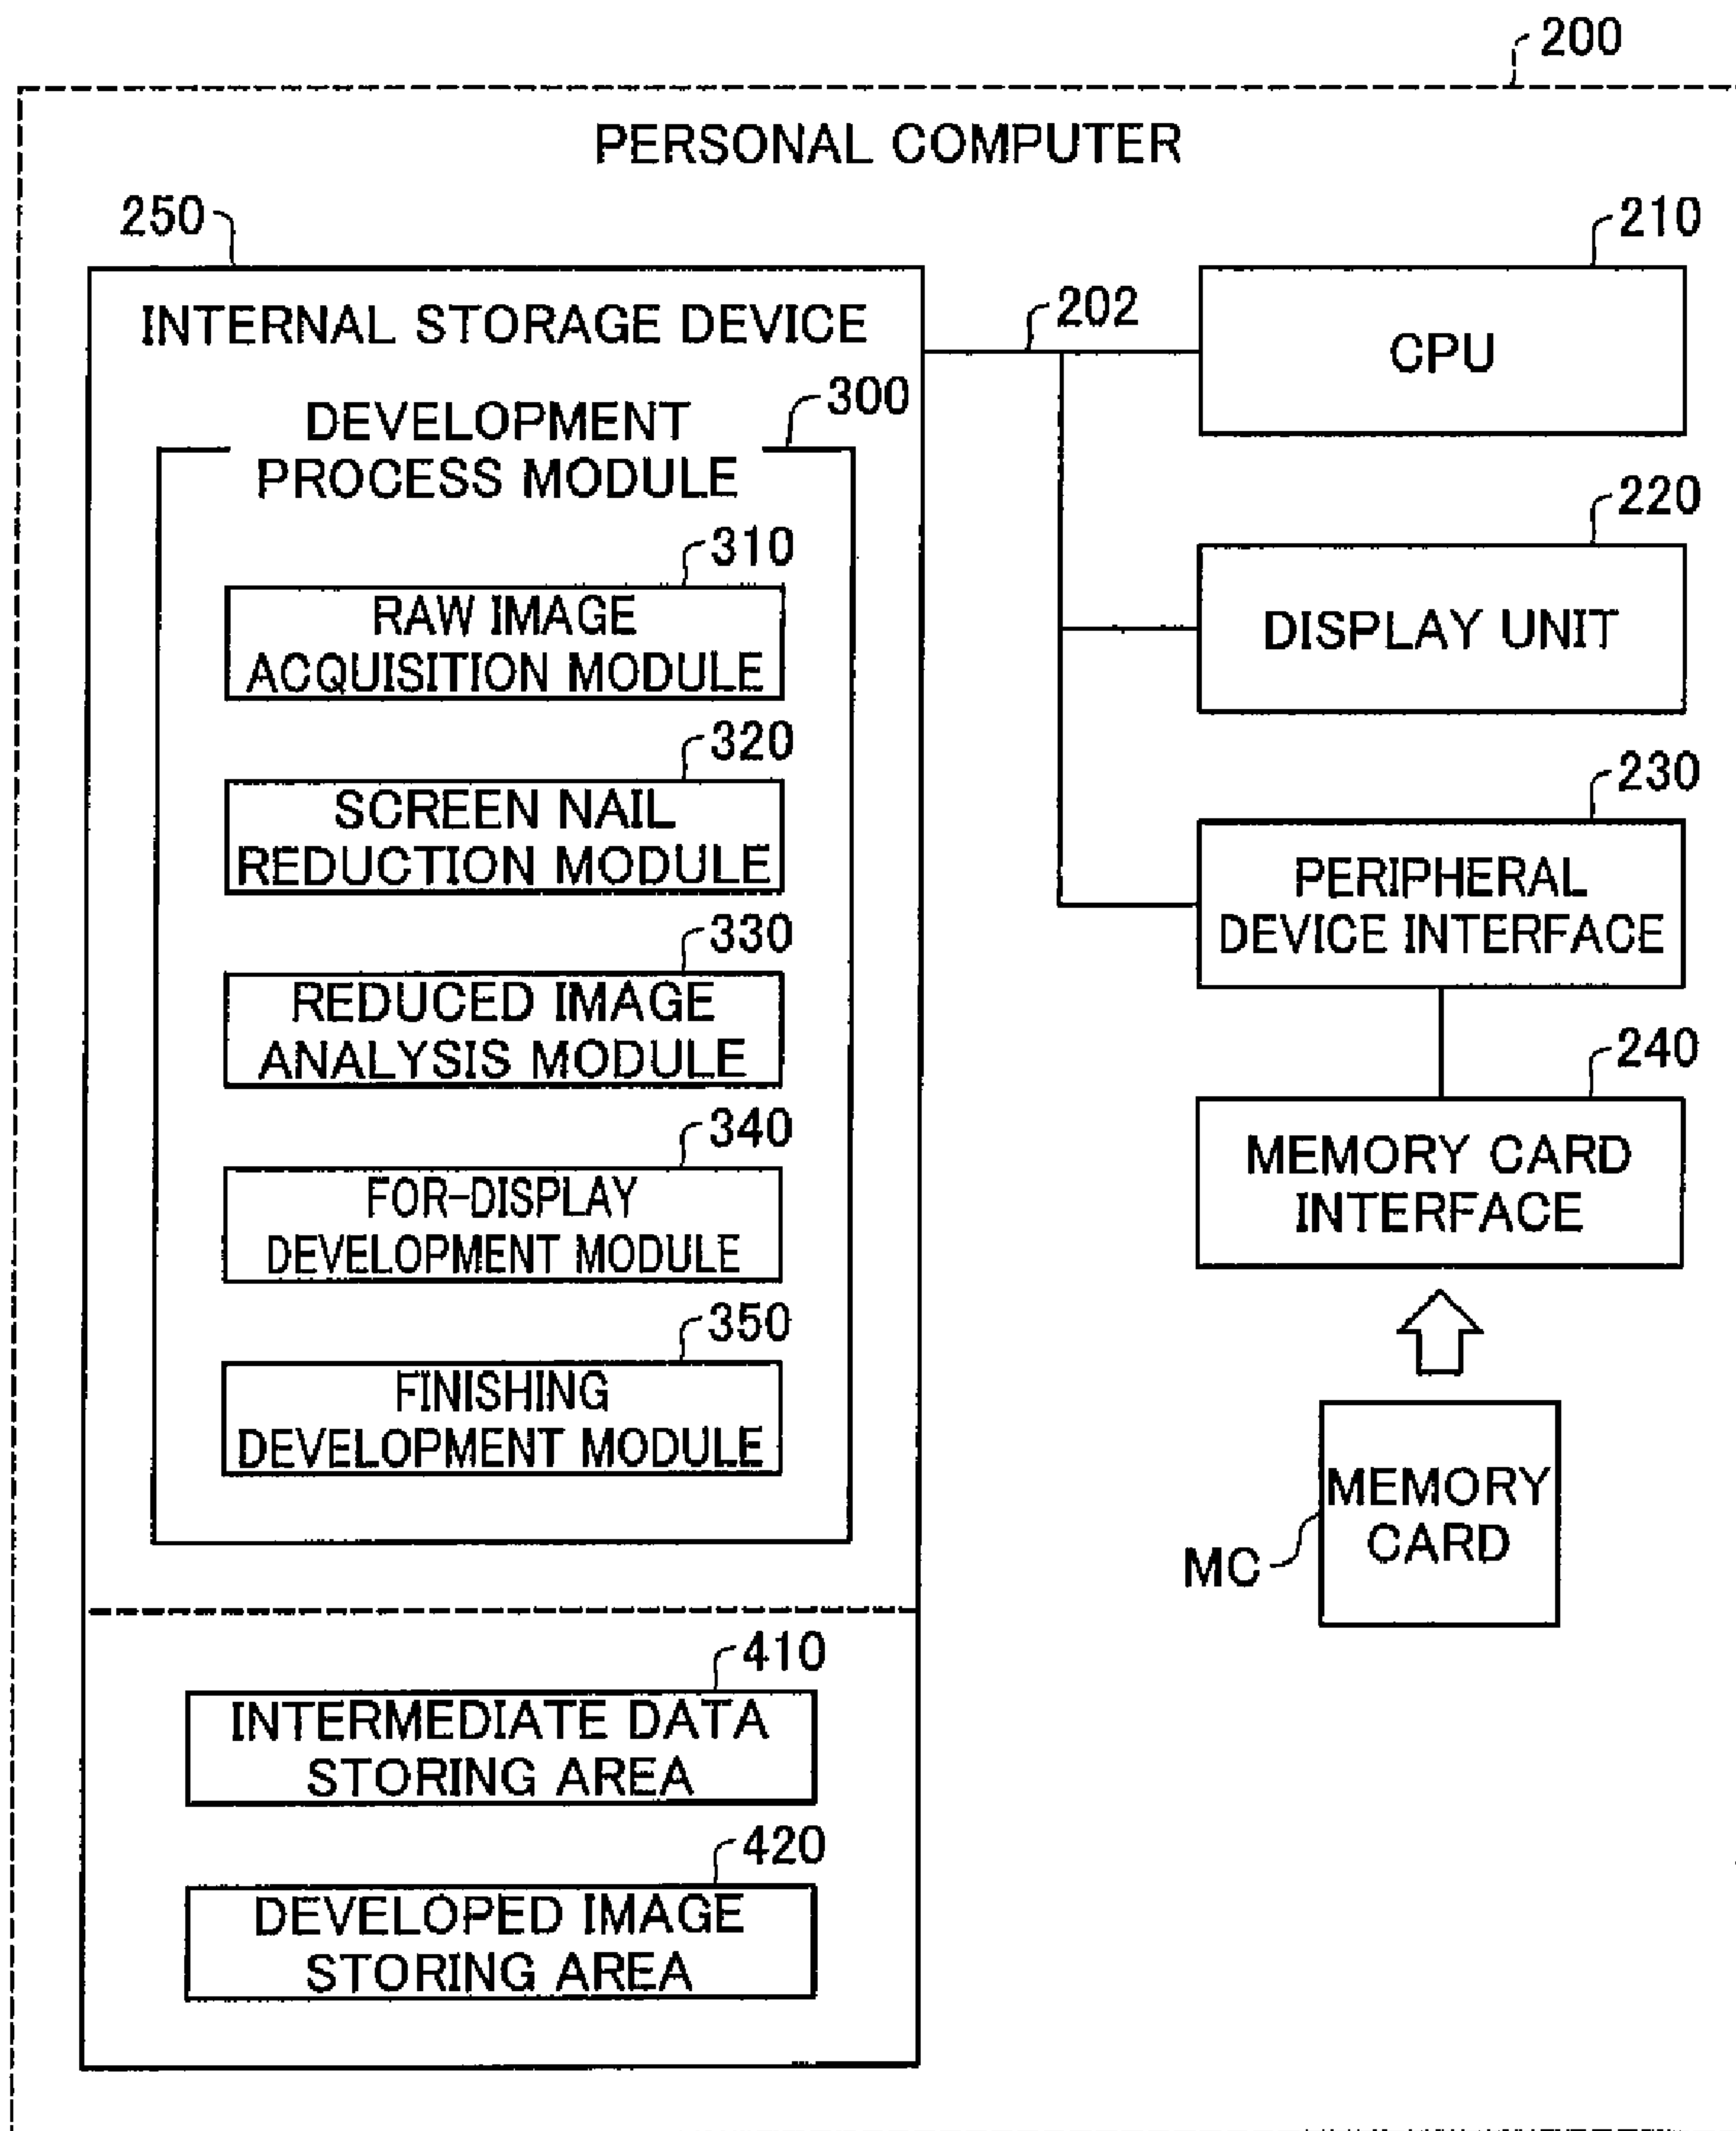 200
PERSONAL COMPUTER
250
INTERNAL STORAGE DEVICE
300
DEVELOPMENT
PROCESS MODULE
310
RAW IMAGE
ACQUISITION MODULE
320
SCREEN NAIL
REDUCTION MODULE
330
REDUCED IMAGE
ANALYSIS MODULE
340
FOR-DISPLAY
DEVELOPMENT MODULE
350
FINISHING
DEVELOPMENT MODULE
410
INTERMEDIATE DATA
STORING AREA
420
DEVELOPED IMAGE
STORING AREA
202
210
CPU
220
DISPLAY UNIT
230
PERIPHERAL
DEVICE INTERFACE
240
MEMORY CARD
INTERFACE
MEMORY
CARD
MC